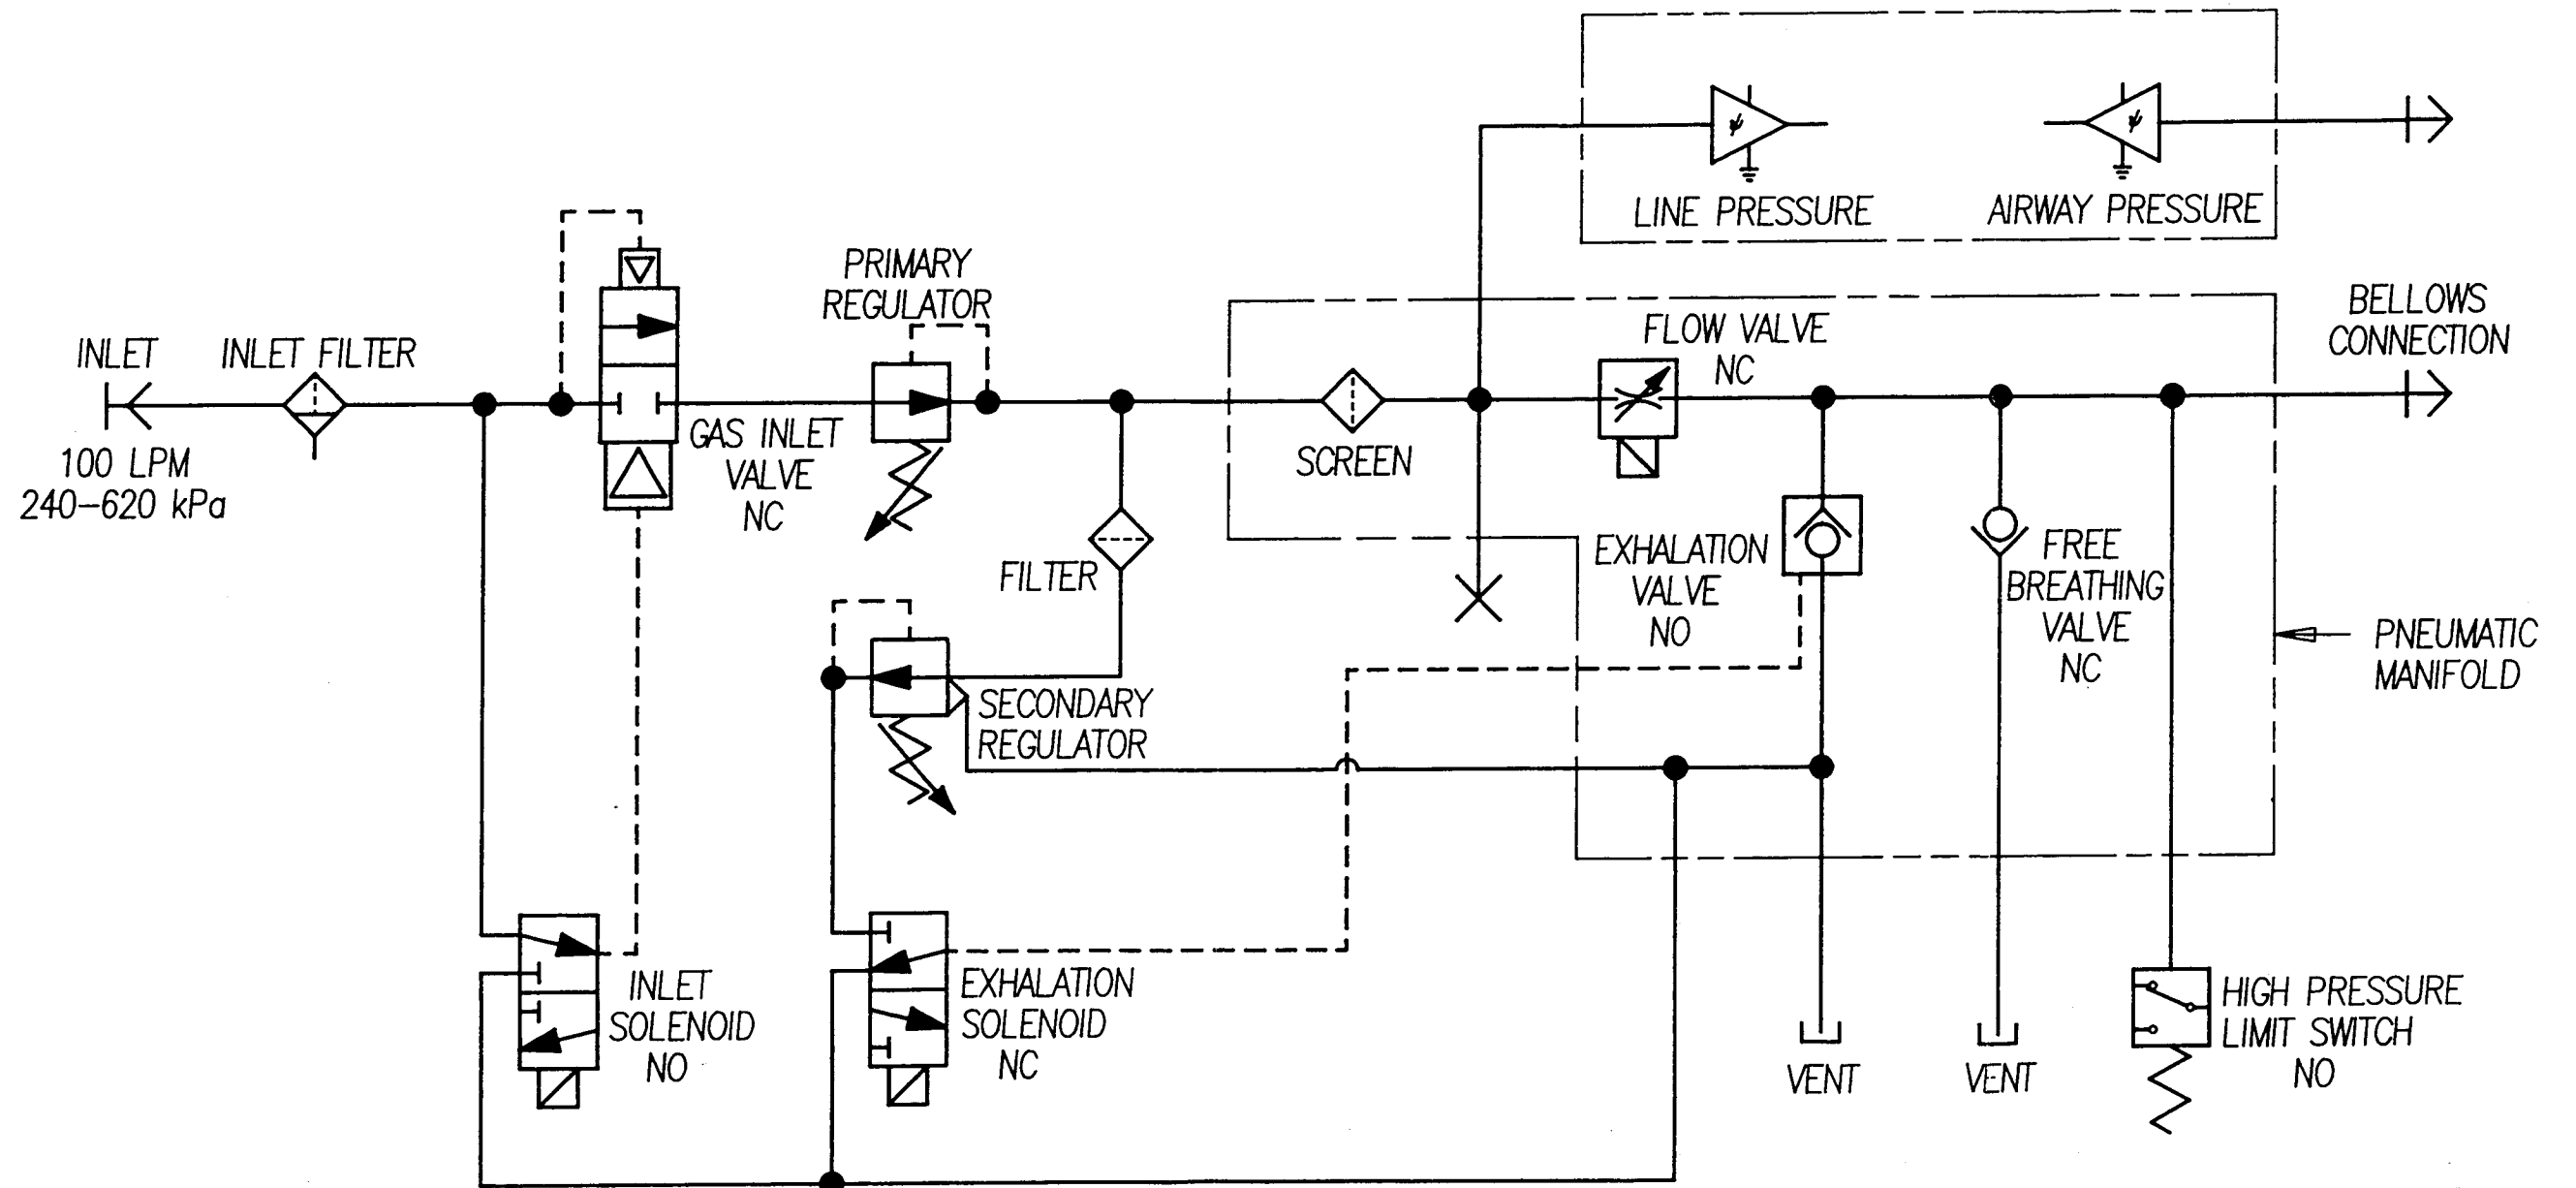 LINE PRESSURE
AIRWAY PRESSURE
PRIMARY
REGULATOR
INLET
INLET FILTER
100 LPM
240-620 kPa
GAS INLET
VALVE
NC
SCREEN
FLOW VALVE
NC
BELLOWS
CONNECTION
FILTER
EXHALATION
VALVE
NO
FREE
BREATHING
VALVE
NC
PNEUMATIC
MANIFOLD
SECONDARY
REGULATOR
INLET
SOLENOID
NO
EXHALATION
SOLENOID
NC
VENT
VENT
HIGH PRESSURE
LIMIT SWITCH
NO